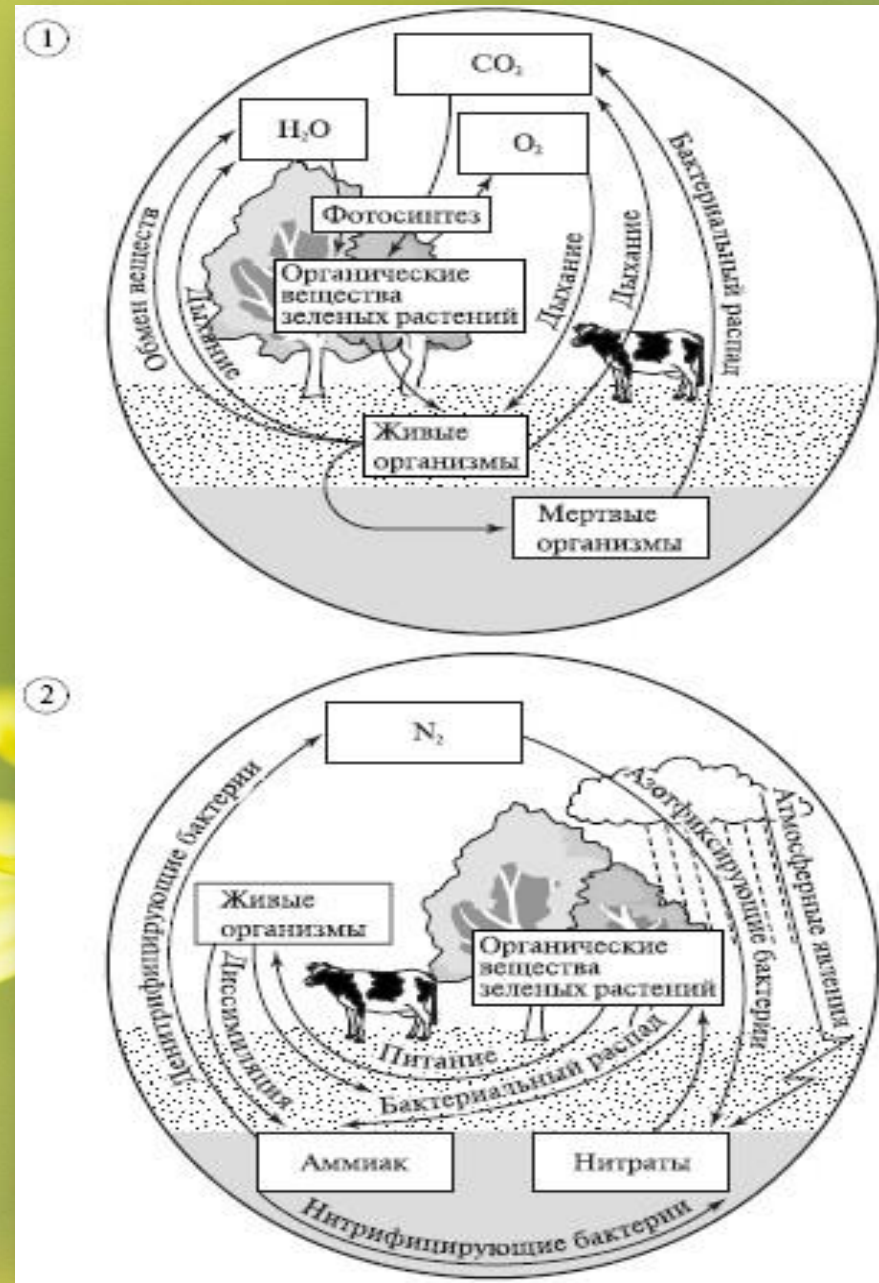 1
CO₂
H₂O
O₂
Фотосинтез
Органические
вещества
зеленых растений
Обмен веществ
Дыхание
Дыхание
Дыхание
Бактериальный распад
Живые
организмы
Мертвые
организмы
2
N₂
Денитрифицирующие бактерии
Азотфиксирующие бактерии
Атмосферные явления
Живые
организмы
Органические
вещества
зеленых растений
Диссимиляция
Питание
Бактериальный распад
Аммиак
Нитраты
Нитрифицирующие бактерии